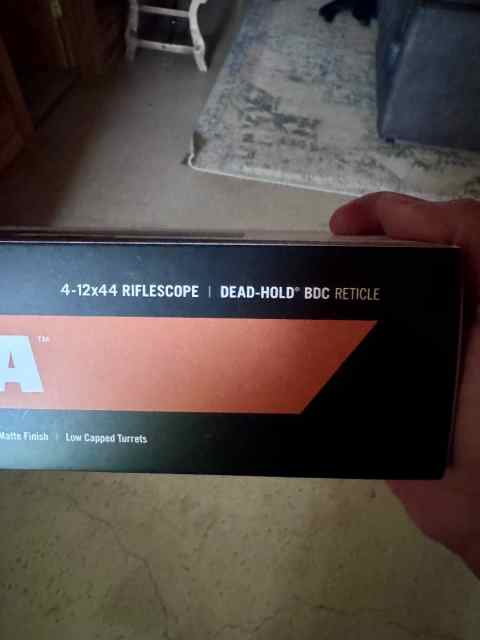 4-12x44 RIFLESCOPE | DEAD-HOLD® BDC RETICLE
A™
Matte Finish | Low Capped Turrets